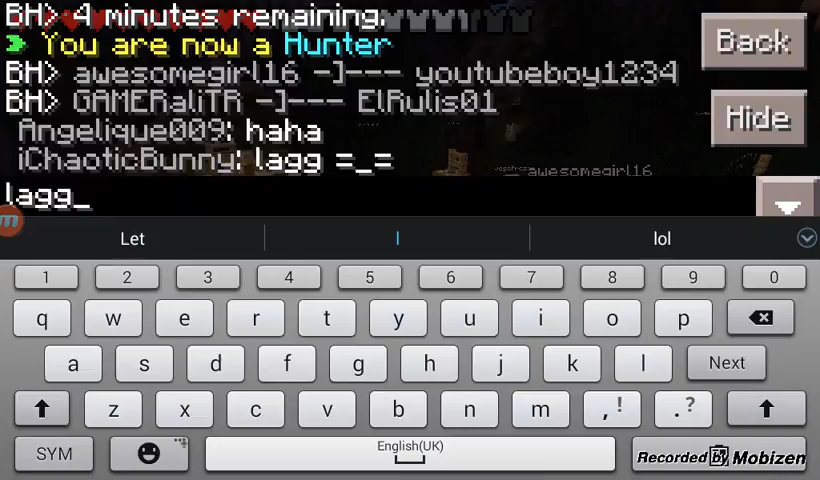 BH> 4 minutes remaining.
You are now a Hunter
BH> awesomegirl16 -]--- youtubeboy1234
BH> GAMERaliTR -]--- ElRulis01
Angelique009: haha
iChaoticBunny: lagg =_=
awesomegirl16
lagg_
Back
Hide
Let l lol
1 2 3 4 5 6 7 8 9 0
q w e r t y u i o p
a s d f g h j k l Next
z x c v b n m , ! . ?
SYM English(UK)
Recorded by Mobizen